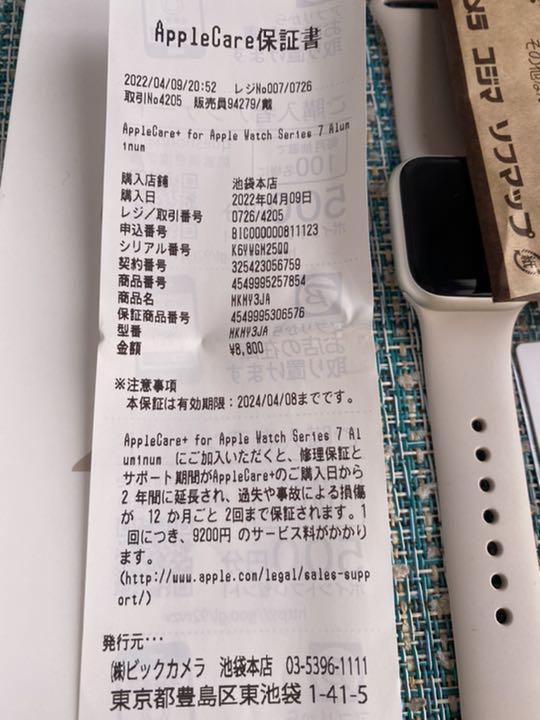 AppleCare保証書
2022/04/09/20:52 レジNo007/0726
取引No4205 販売員94279/戴
AppleCare+ for Apple Watch Series 7 Alum
inum
購入店舗 池袋本店
購入日 2022年04月09日
レジ/取引番号 0726/4205
申込番号 BIC000000811123
シリアル番号 K6VWGM25QQ
契約番号 325423056759
商品番号 4549995257854
商品名 MKMY3JA
保証商品番号 4549995306576
型番 MKMY3JA
金額 ¥8,800
※注意事項
本保証は有効期限:2024/04/08までです。
AppleCare+ for Apple Watch Series 7 Al
uminum にご加入いただくと、修理保証と
サポート期間がAppleCare+のご購入日から
2 年間に延長され、過失や事故による損傷
が 12 か月ごと 2回まで保証されます。1
回につき、9200円 のサービス料がかかり
ます。
(http://www.apple.com/legal/sales-supp
ort/)
発行元…
㈱ビックカメラ 池袋本店 03-5396-1111
東京都豊島区東池袋 1-41-5
コジマ ソフマップ
紙